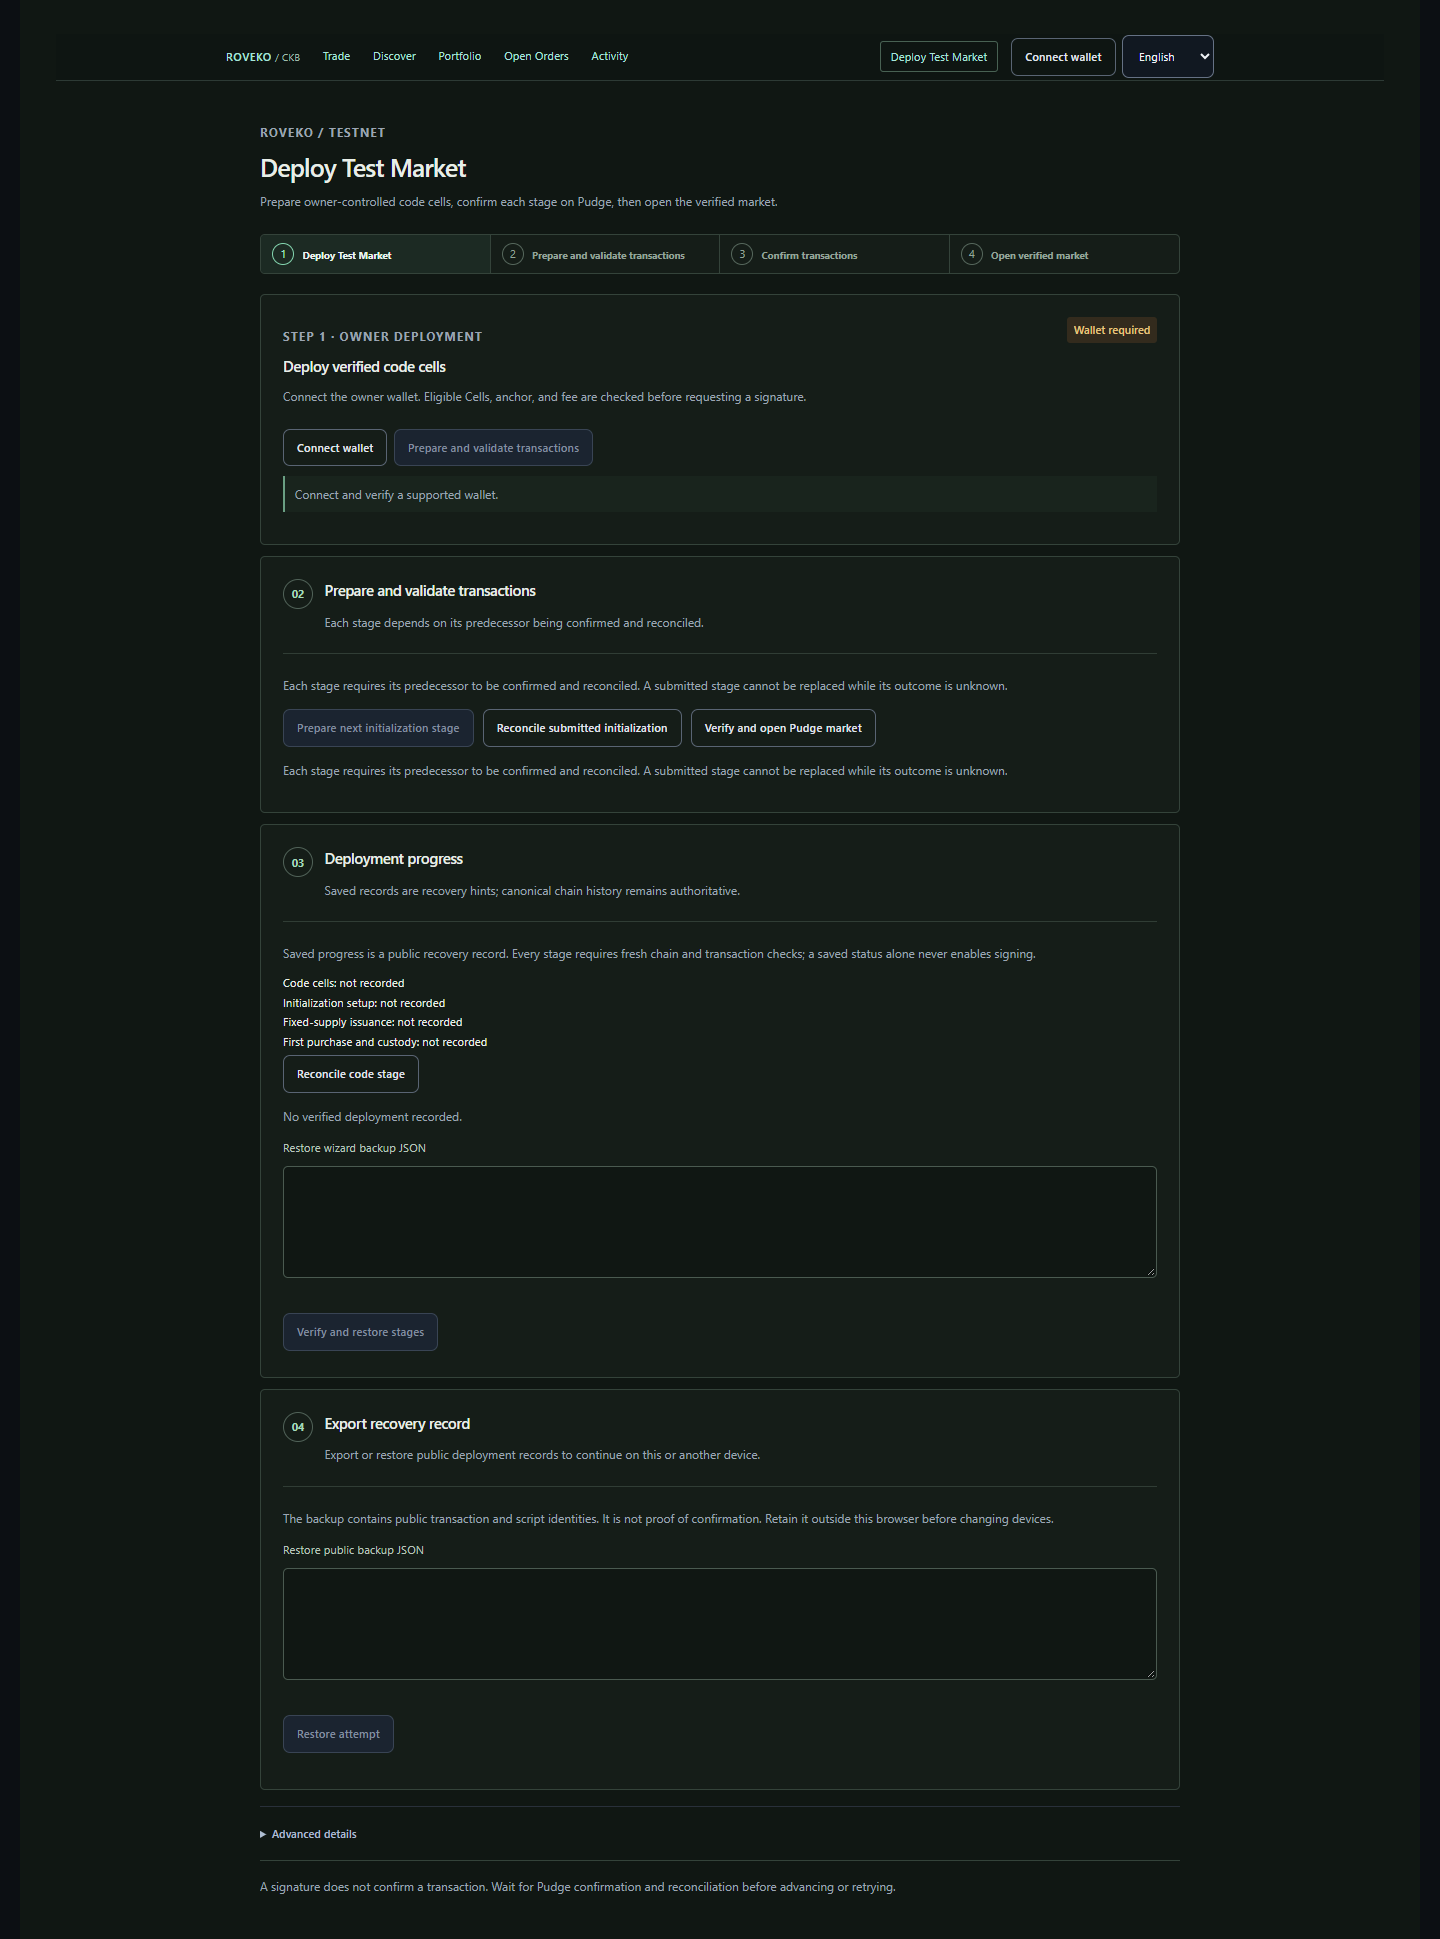 ROVEKO / CKB Trade Discover Portfolio Open Orders Activity Deploy Test Market Connect wallet English
ROVEKO / TESTNET
Deploy Test Market
Prepare owner-controlled code cells, confirm each stage on Pudge, then open the verified market.
1 Deploy Test Market 2 Prepare and validate transactions 3 Confirm transactions 4 Open verified market
Wallet required
STEP 1 · OWNER DEPLOYMENT
Deploy verified code cells
Connect the owner wallet. Eligible Cells, anchor, and fee are checked before requesting a signature.
Connect wallet Prepare and validate transactions
Connect and verify a supported wallet.
02 Prepare and validate transactions
Each stage depends on its predecessor being confirmed and reconciled.
Each stage requires its predecessor to be confirmed and reconciled. A submitted stage cannot be replaced while its outcome is unknown.
Prepare next initialization stage Reconcile submitted initialization Verify and open Pudge market
Each stage requires its predecessor to be confirmed and reconciled. A submitted stage cannot be replaced while its outcome is unknown.
03 Deployment progress
Saved records are recovery hints; canonical chain history remains authoritative.
Saved progress is a public recovery record. Every stage requires fresh chain and transaction checks; a saved status alone never enables signing.
Code cells: not recorded
Initialization setup: not recorded
Fixed-supply issuance: not recorded
First purchase and custody: not recorded
Reconcile code stage
No verified deployment recorded.
Restore wizard backup JSON
Verify and restore stages
04 Export recovery record
Export or restore public deployment records to continue on this or another device.
The backup contains public transaction and script identities. It is not proof of confirmation. Retain it outside this browser before changing devices.
Restore public backup JSON
Restore attempt
Advanced details
A signature does not confirm a transaction. Wait for Pudge confirmation and reconciliation before advancing or retrying.